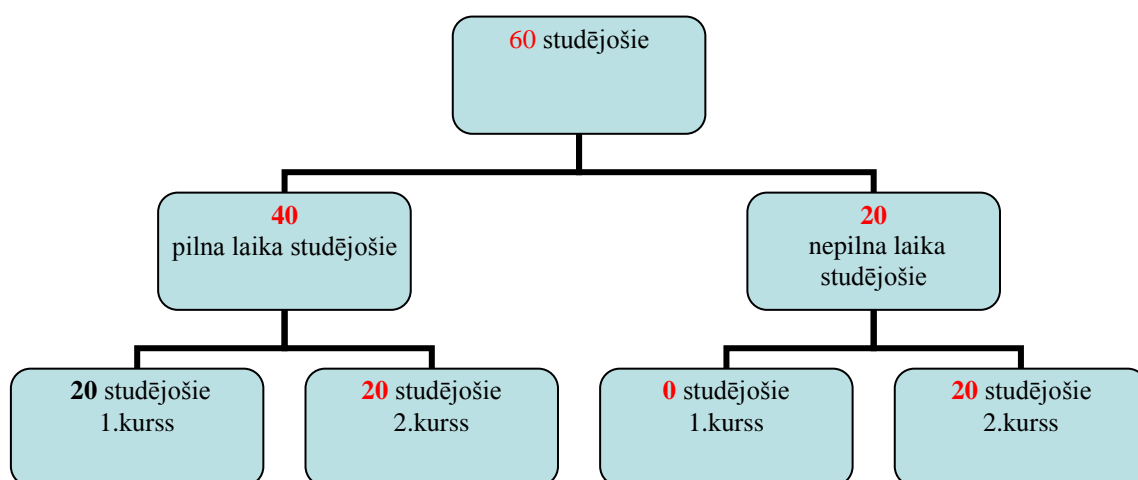 60 studējošie
40
pilna laika studējošie
20
nepilna laika
studējošie
20 studējošie
1.kurss
20 studējošie
2.kurss
0 studējošie
1.kurss
20 studējošie
2.kurss